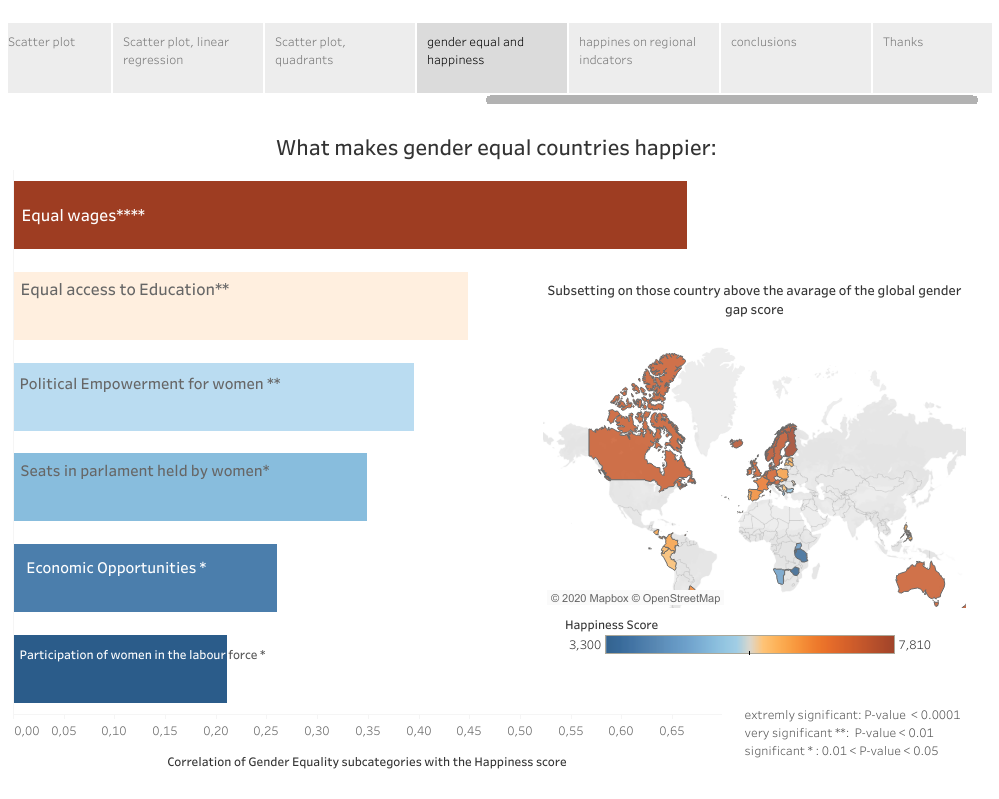 Scatter plot
Scatter plot, linear
regression
Scatter plot,
quadrants
gender equal and
happiness
happines on regional
indcators
conclusions
Thanks
What makes gender equal countries happier:
Equal wages****
Equal access to Education**
Political Empowerment for women **
Seats in parlament held by women*
Economic Opportunities *
Participation of women in the labour force *
0,00 0,05 0,10 0,15 0,20 0,25 0,30 0,35 0,40 0,45 0,50 0,55 0,60 0,65
Correlation of Gender Equality subcategories with the Happiness score
Subsetting on those country above the avarage of the global gender
gap score
© 2020 Mapbox © OpenStreetMap
Happiness Score
3,300 7,810
extremly significant: P-value < 0.0001
very significant **: P-value < 0.01
significant * : 0.01 < P-value < 0.05